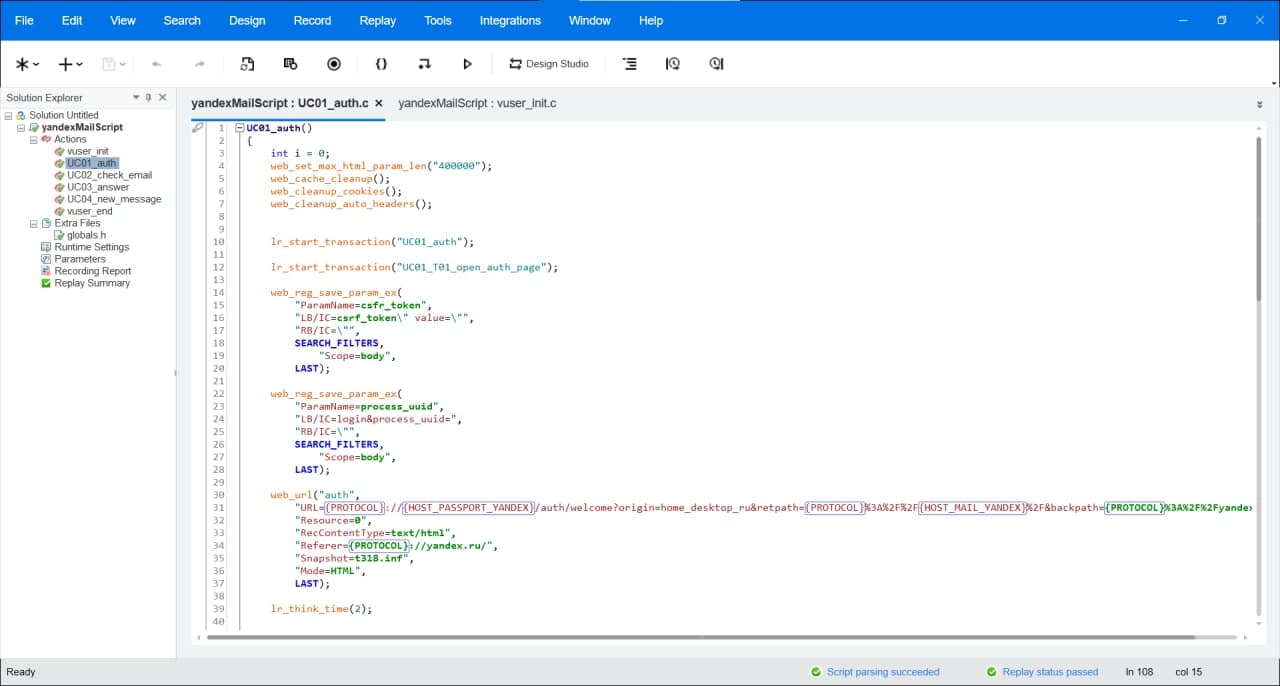 File Edit View Search Design Record Replay Tools Integrations Window Help
Design Studio
Solution Explorer
Solution Untitled
yandexMailScript
Actions
vuser_init
UC01_auth
UC02_check_email
UC03_answer
UC04_new_message
vuser_end
Extra Files
globals.h
Runtime Settings
Parameters
Recording Report
Replay Summary
yandexMailScript : UC01_auth.c yandexMailScript : vuser_init.c
1 UC01_auth()
2 {
3 int i = 0;
4 web_set_max_html_param_len("400000");
5 web_cache_cleanup();
6 web_cleanup_cookies();
7 web_cleanup_auto_headers();
8
9
10 lr_start_transaction("UC01_auth");
11
12 lr_start_transaction("UC01_T01_open_auth_page");
13
14 web_reg_save_param_ex(
15 "ParamName=csfr_token",
16 "LB/IC=csrf_token\" value=\"",
17 "RB/IC=\"",
18 SEARCH_FILTERS,
19 "Scope=body",
20 LAST);
21
22 web_reg_save_param_ex(
23 "ParamName=process_uuid",
24 "LB/IC=login&process_uuid=",
25 "RB/IC=\"",
26 SEARCH_FILTERS,
27 "Scope=body",
28 LAST);
29
30 web_url("auth",
31 "URL={PROTOCOL}://{HOST_PASSPORT_YANDEX}/auth/welcome?origin=home_desktop_ru&retpath={PROTOCOL}%3A%2F%2F{HOST_MAIL_YANDEX}%2F&backpath={PROTOCOL}%3A%2F%2Fyandex
32 "Resource=0",
33 "RecContentType=text/html",
34 "Referer={PROTOCOL}://yandex.ru/",
35 "Snapshot=t318.inf",
36 "Mode=HTML",
37 LAST);
38
39 lr_think_time(2);
40
Ready Script parsing succeeded Replay status passed ln 108 col 15